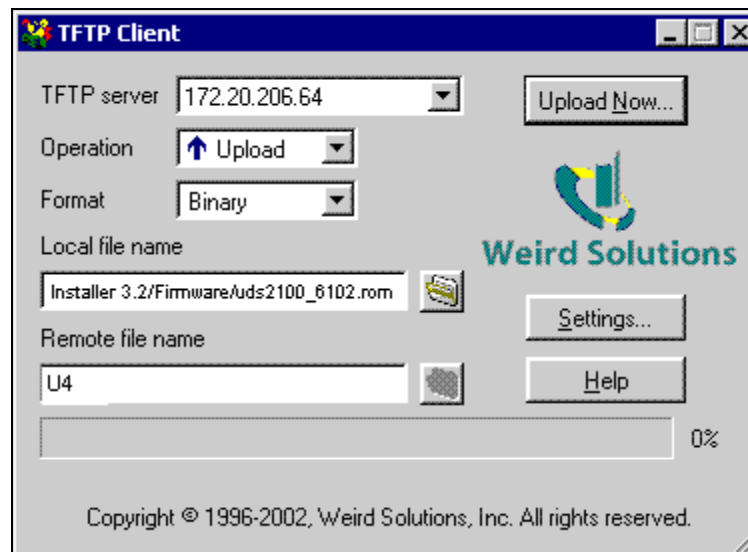 TFTP Client
TFTP server 172.20.206.64 Upload Now...
Operation Upload
Format Binary
Weird Solutions
Local file name
Installer 3.2/Firmware/uds2100_6102.rom
Settings...
Remote file name
U4
Help
0%
Copyright © 1996-2002, Weird Solutions, Inc. All rights reserved.